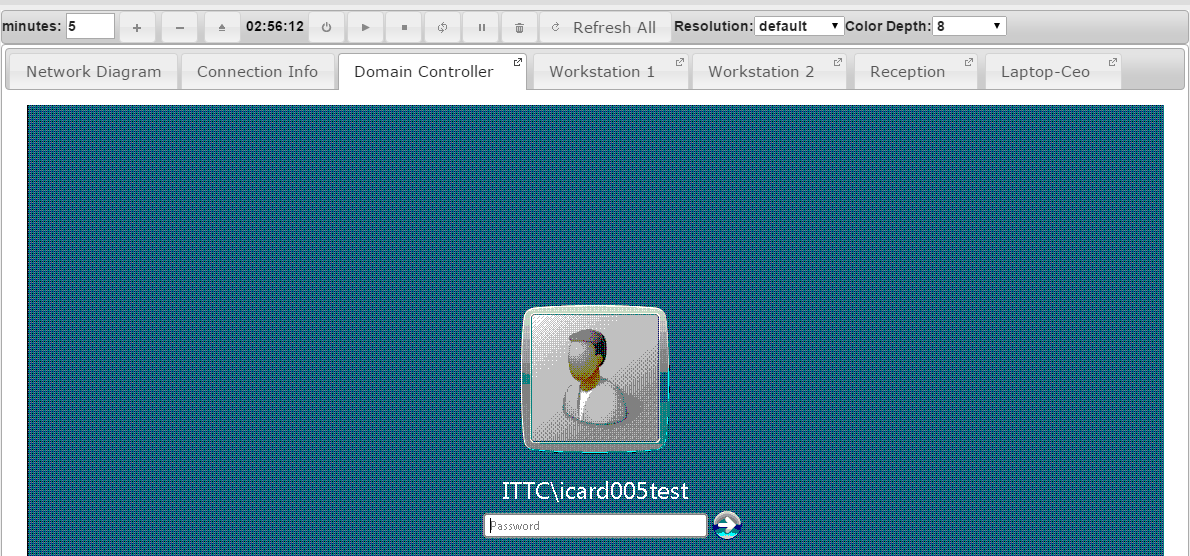 minutes: 5 02:56:12 Refresh All Resolution: default Color Depth: 8
Network Diagram Connection Info Domain Controller Workstation 1 Workstation 2 Reception Laptop-Ceo
ITTC\icard005test
Password